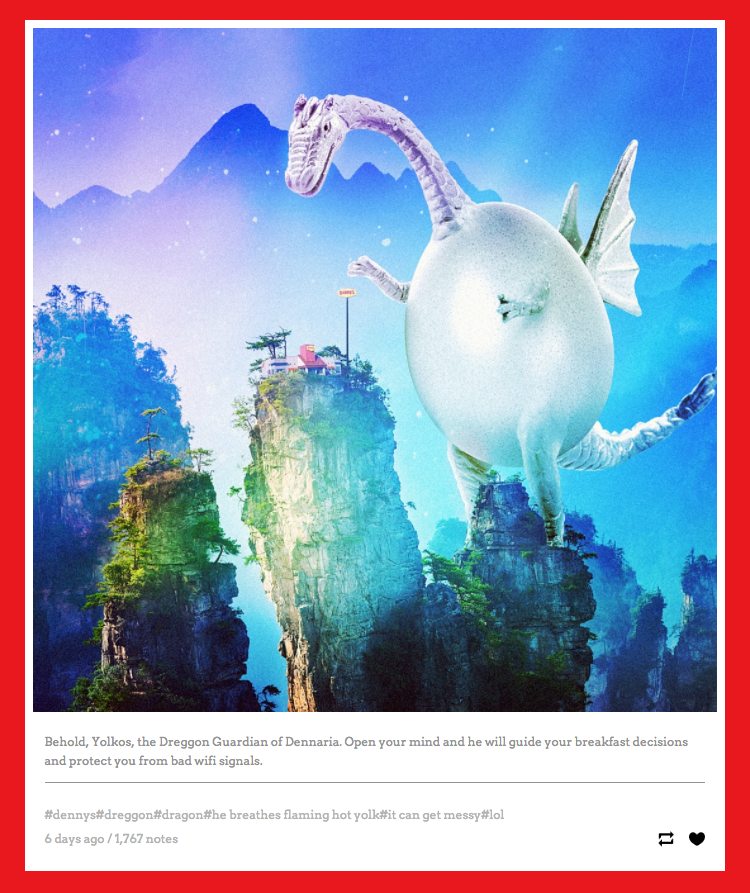 Behold, Yolkos, the Dreggon Guardian of Dennaria. Open your mind and he will guide your breakfast decisions
and protect you from bad wifi signals.
#dennys#dreggon#dragon#he breathes flaming hot yolk#it can get messy#lol
6 days ago / 1,767 notes